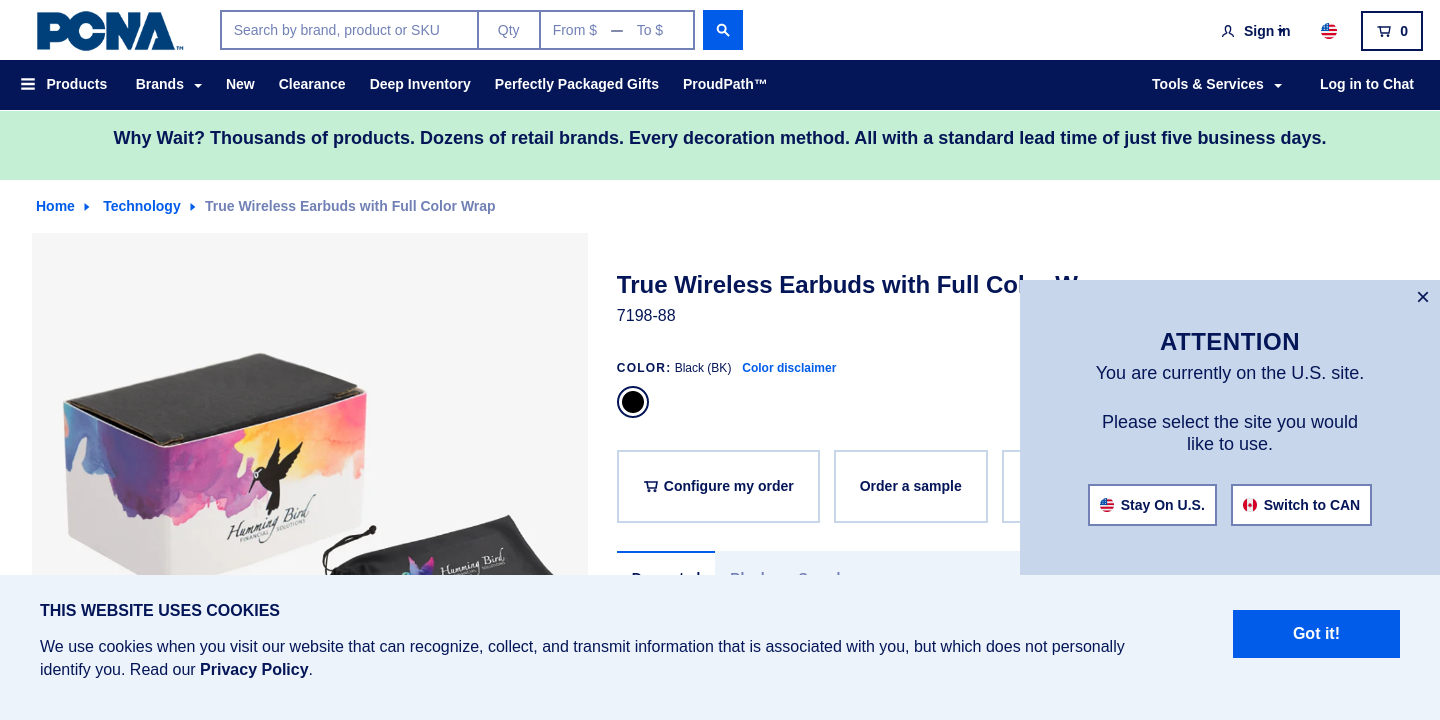 PCNA™
Search by brand, product or SKU
Qty
From $ — To $
Sign in
0
Products
Brands
New
Clearance
Deep Inventory
Perfectly Packaged Gifts
ProudPath™
Tools & Services
Log in to Chat
Why Wait? Thousands of products. Dozens of retail brands. Every decoration method. All with a standard lead time of just five business days.
Home
Technology
True Wireless Earbuds with Full Color Wrap
Humming Bird
FINANCIAL SOLUTIONS
Humming Bird
True Wireless Earbuds with Full Color W
7198-88
COLOR: Black (BK) Color disclaimer
Configure my order
Order a sample
×
ATTENTION
You are currently on the U.S. site.
Please select the site you would
like to use.
Stay On U.S.
Switch to CAN
THIS WEBSITE USES COOKIES
We use cookies when you visit our website that can recognize, collect, and transmit information that is associated with you, but which does not personally
identify you. Read our Privacy Policy.
Got it!